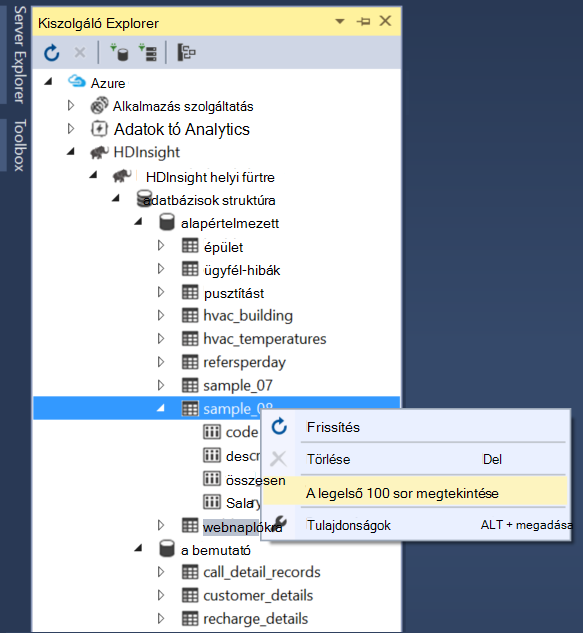 Server Explorer
Toolbox
Kiszolgáló Explorer
Azure
Alkalmazás szolgáltatás
Adatok tó Analytics
HDInsight
HDInsight helyi fürtre
adatbázisok struktúra
alapértelmezett
épület
ügyfél-hibák
pusztítást
hvac_building
hvac_temperatures
refersperday
sample_07
sample_08
code
descr
összesen
Salary
webnaplókra
a bemutató
call_detail_records
customer_details
recharge_details
Frissítés
Törlése Del
A legelső 100 sor megtekintése
Tulajdonságok ALT + megadása